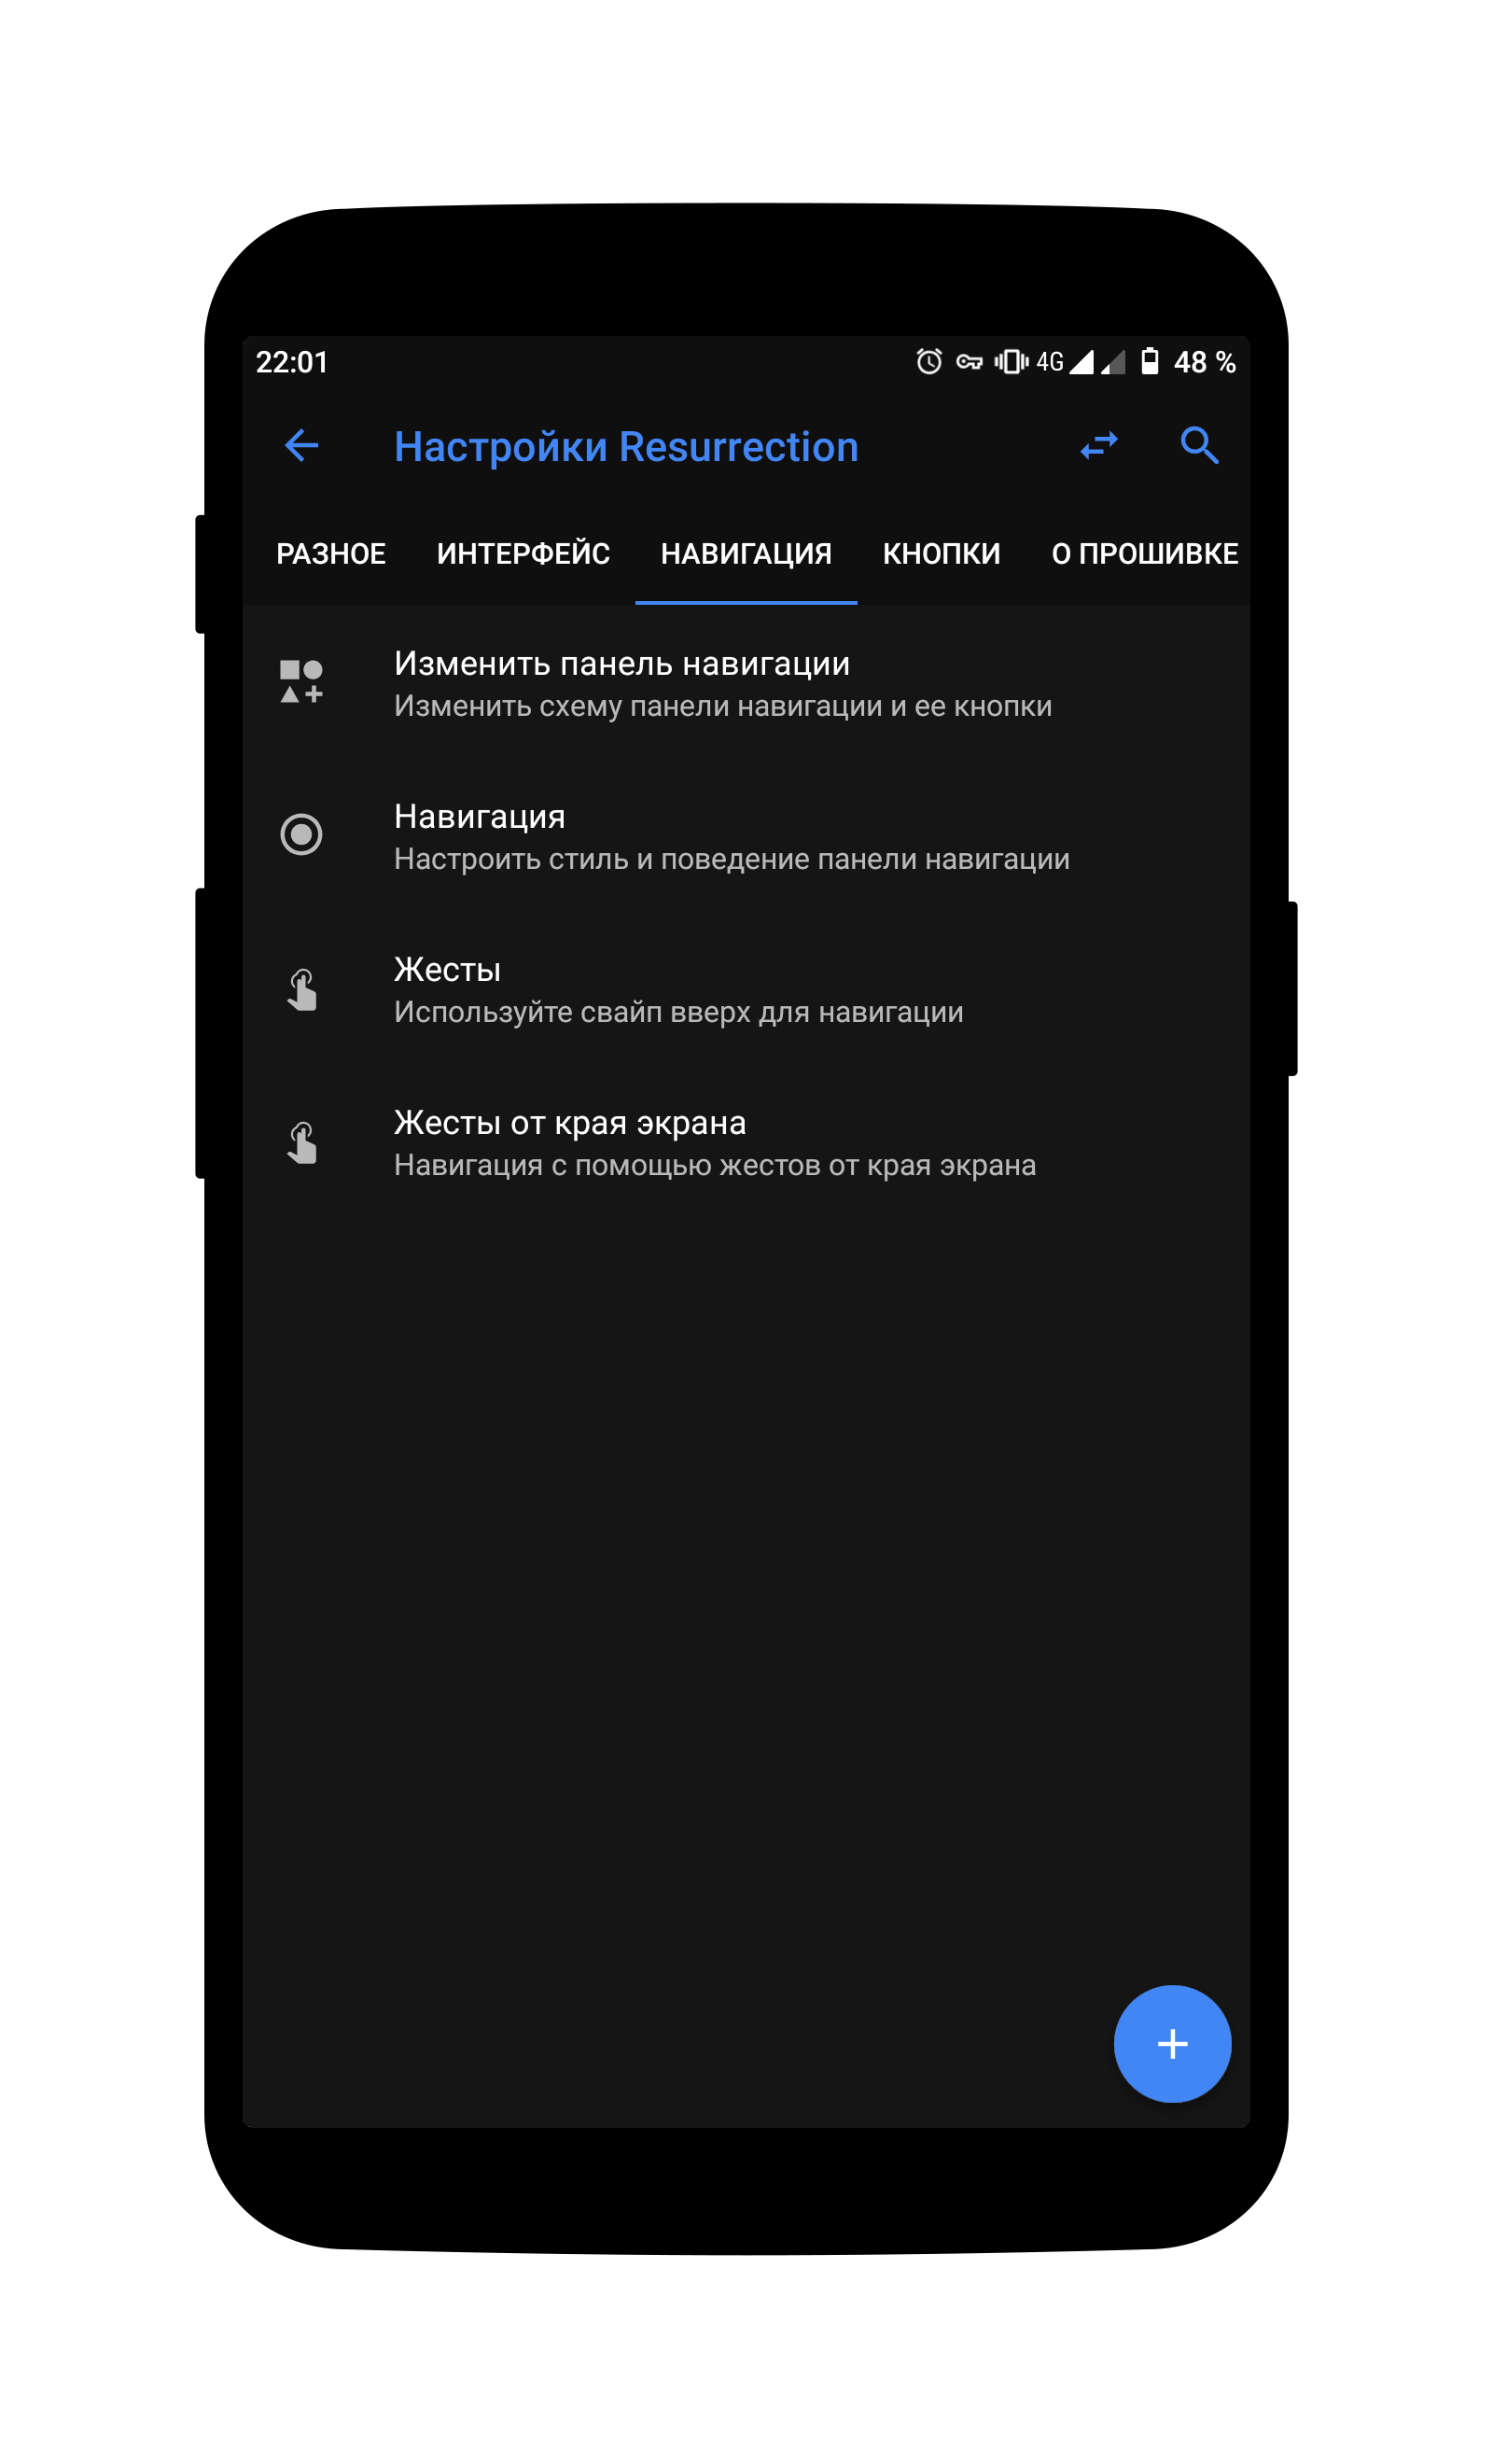 22:01 4G 48 %
Настройки Resurrection
РАЗНОЕ ИНТЕРФЕЙС НАВИГАЦИЯ КНОПКИ О ПРОШИВКЕ
Изменить панель навигации
Изменить схему панели навигации и ее кнопки
Навигация
Настроить стиль и поведение панели навигации
Жесты
Используйте свайп вверх для навигации
Жесты от края экрана
Навигация с помощью жестов от края экрана